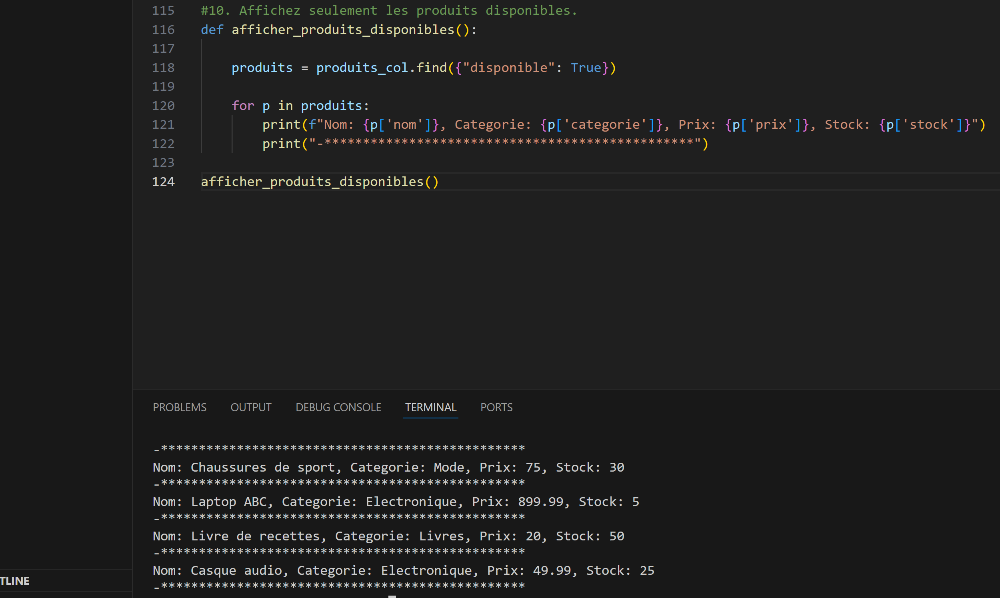 115 #10. Affichez seulement les produits disponibles.
116 def afficher_produits_disponibles():
117
118     produits = produits_col.find({"disponible": True})
119
120     for p in produits:
121         print(f"Nom: {p['nom']}, Categorie: {p['categorie']}, Prix: {p['prix']}, Stock: {p['stock']}")
122         print("-************************************************")
123
124 afficher_produits_disponibles()
PROBLEMS OUTPUT DEBUG CONSOLE TERMINAL PORTS
-************************************************
Nom: Chaussures de sport, Categorie: Mode, Prix: 75, Stock: 30
-************************************************
Nom: Laptop ABC, Categorie: Electronique, Prix: 899.99, Stock: 5
-************************************************
Nom: Livre de recettes, Categorie: Livres, Prix: 20, Stock: 50
-************************************************
Nom: Casque audio, Categorie: Electronique, Prix: 49.99, Stock: 25
-************************************************
TLINE